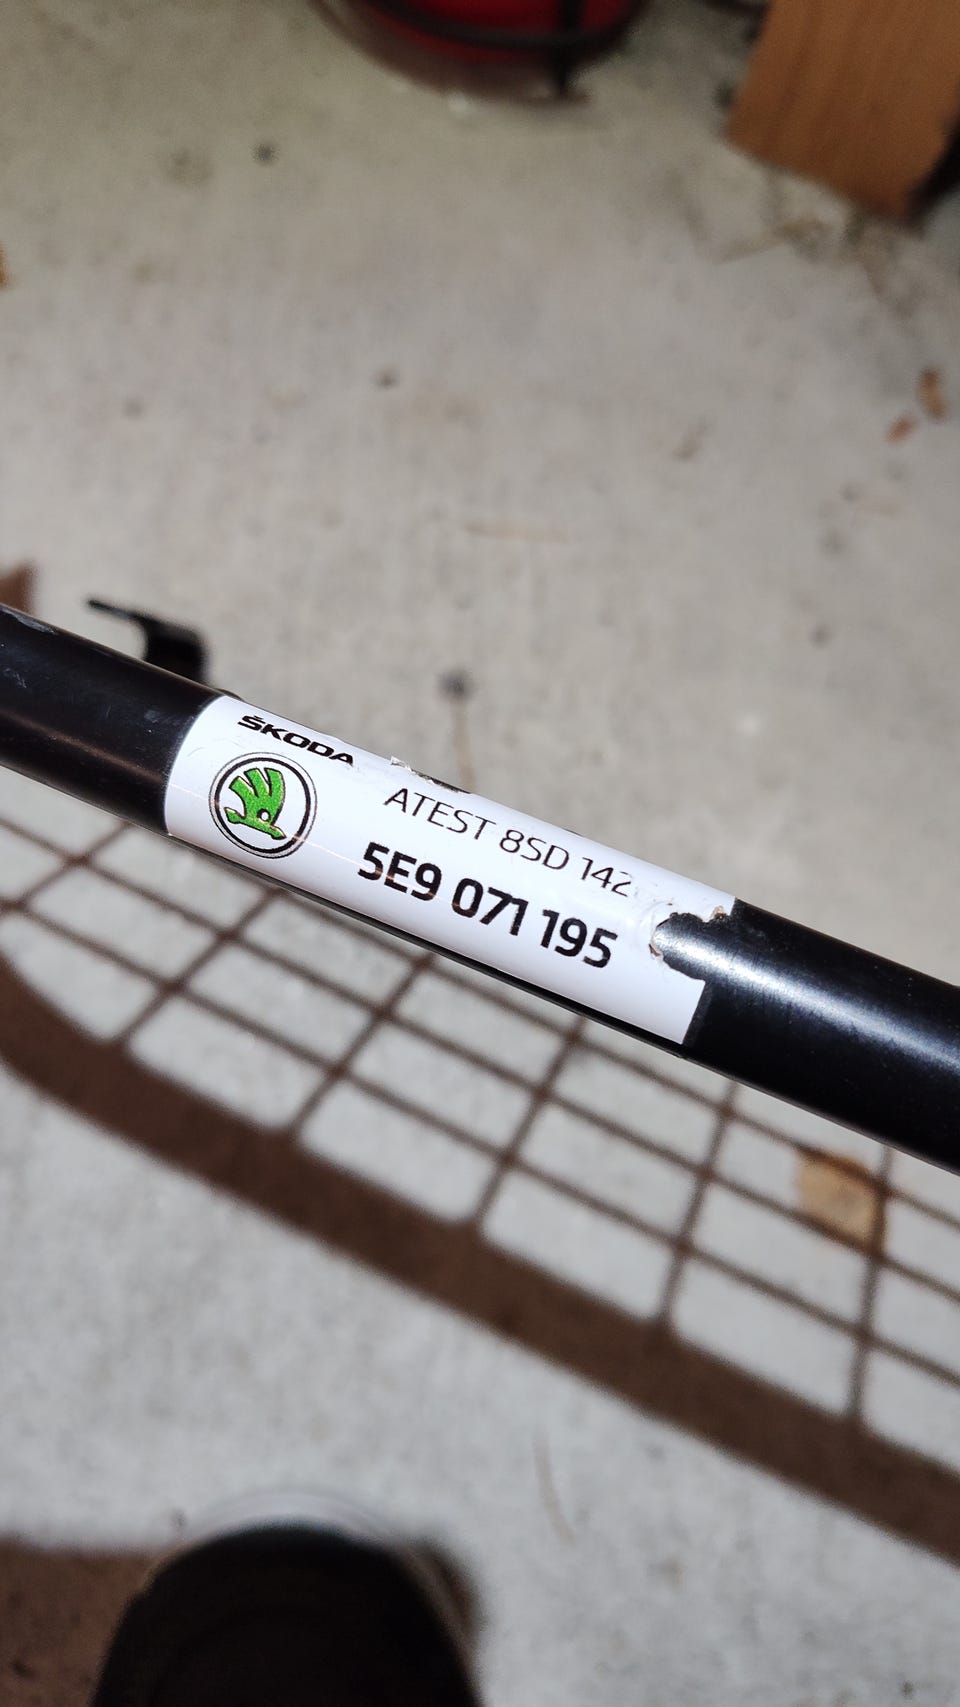 ŠKODA
ATEST 8SD 142
5E9 071 195